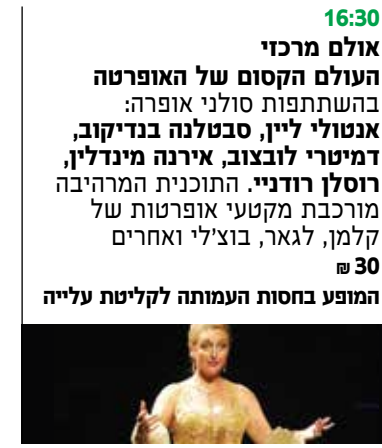 16:30
אולם מרכזי
העולם הקסום של האופרטה
בהשתתפות סולני אופרה:
אנטולי ליין, סבטלנה בנדיקוב,
דמיטרי לובצוב, אירנה מינדלין,
רוסלן רודניי. התוכנית המרהיבה
מורכבת מקטעי אופרטות של
קלמן, לגאר, בוצ'לי ואחרים
30 ₪
המופע בחסות העמותה לקליטת עלייה